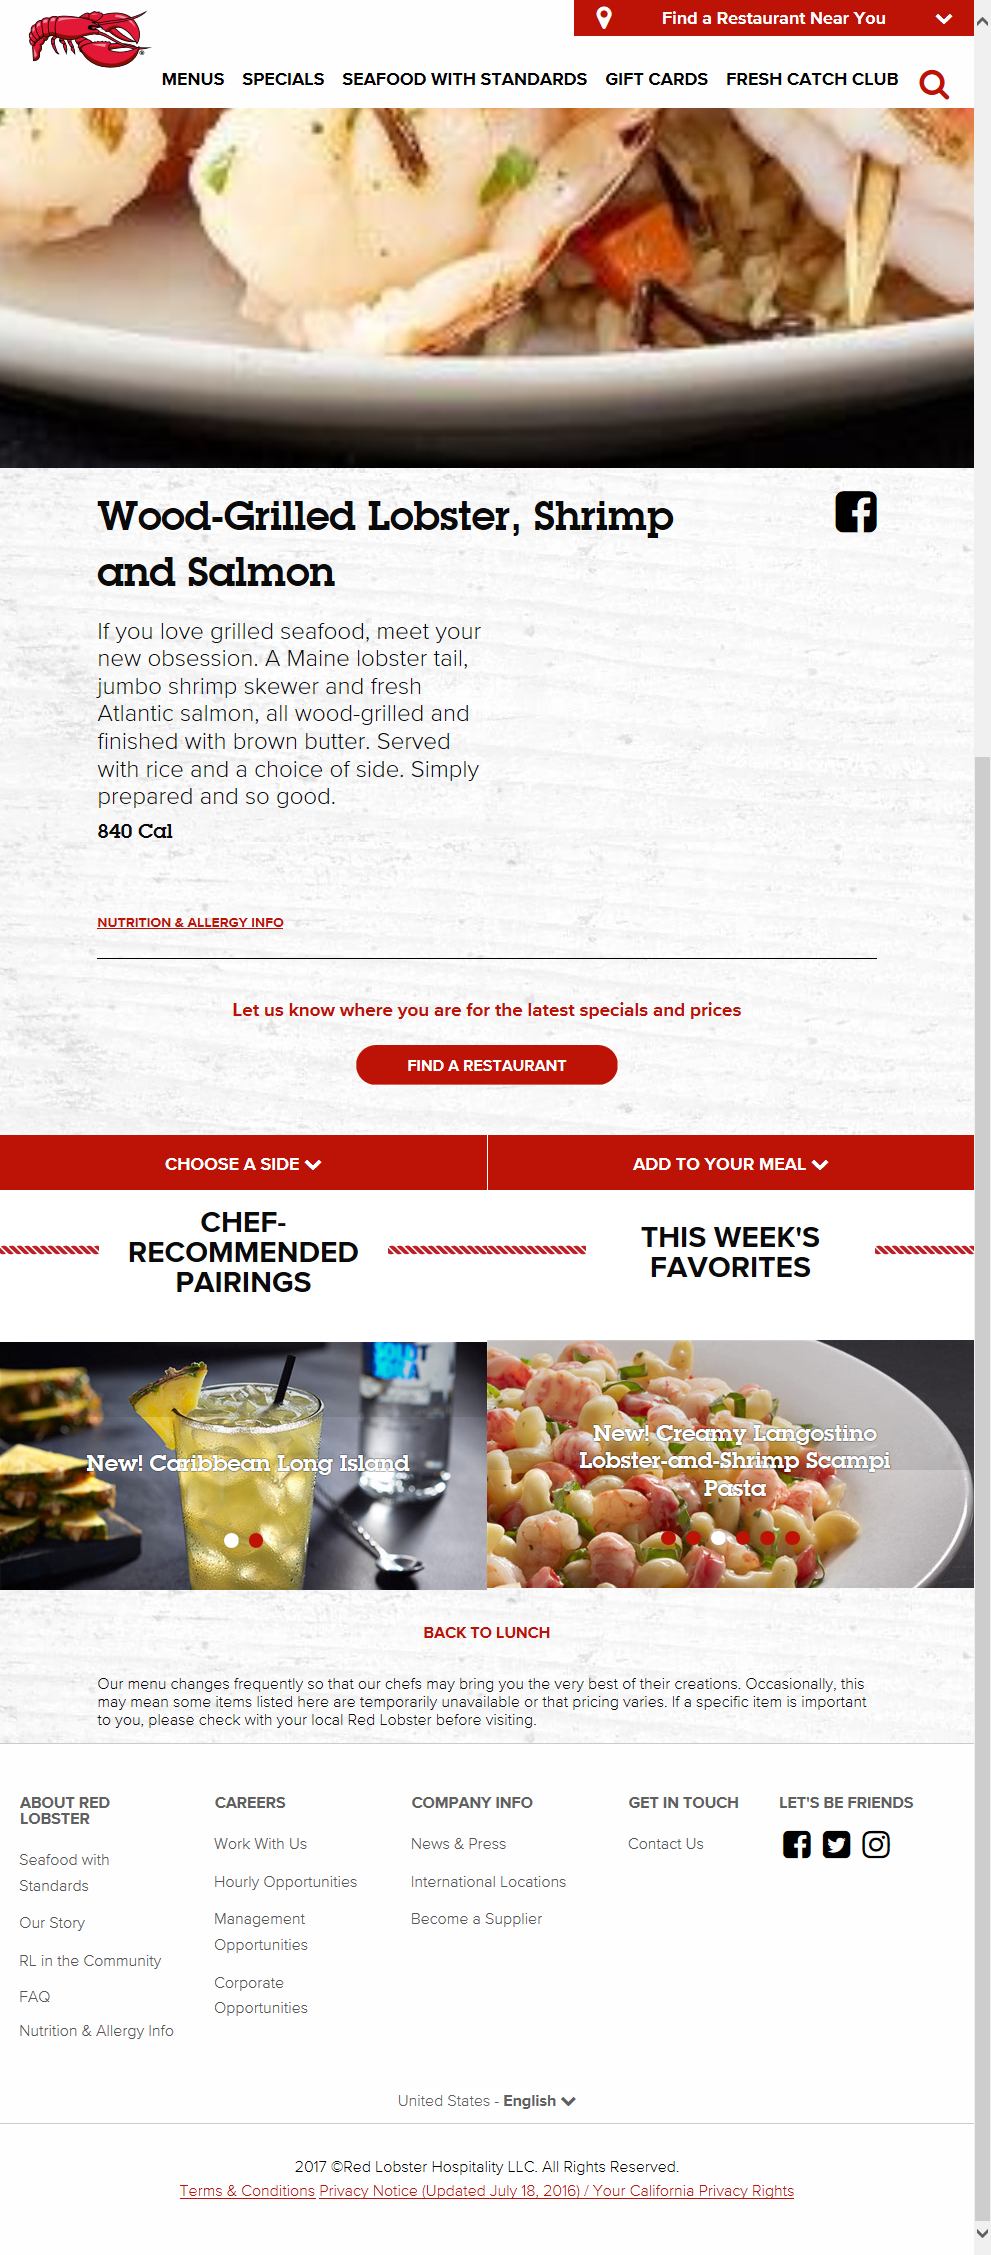 Find a Restaurant Near You
MENUS SPECIALS SEAFOOD WITH STANDARDS GIFT CARDS FRESH CATCH CLUB
Wood-Grilled Lobster, Shrimp
and Salmon
If you love grilled seafood, meet your
new obsession. A Maine lobster tail,
jumbo shrimp skewer and fresh
Atlantic salmon, all wood-grilled and
finished with brown butter. Served
with rice and a choice of side. Simply
prepared and so good.
840 Cal
NUTRITION & ALLERGY INFO
Let us know where you are for the latest specials and prices
FIND A RESTAURANT
CHOOSE A SIDE
ADD TO YOUR MEAL
CHEF-
RECOMMENDED
PAIRINGS
THIS WEEK'S
FAVORITES
New! Caribbean Long Island
New! Creamy Langostino
Lobster-and-Shrimp Scampi
Pasta
BACK TO LUNCH
Our menu changes frequently so that our chefs may bring you the very best of their creations. Occasionally, this
may mean some items listed here are temporarily unavailable or that pricing varies. If a specific item is important
to you, please check with your local Red Lobster before visiting.
ABOUT RED
LOBSTER
Seafood with
Standards
Our Story
RL in the Community
FAQ
Nutrition & Allergy Info
CAREERS
Work With Us
Hourly Opportunities
Management
Opportunities
Corporate
Opportunities
COMPANY INFO
News & Press
International Locations
Become a Supplier
GET IN TOUCH
Contact Us
LET'S BE FRIENDS
United States - English
2017 ©Red Lobster Hospitality LLC. All Rights Reserved.
Terms & Conditions Privacy Notice (Updated July 18, 2016) / Your California Privacy Rights